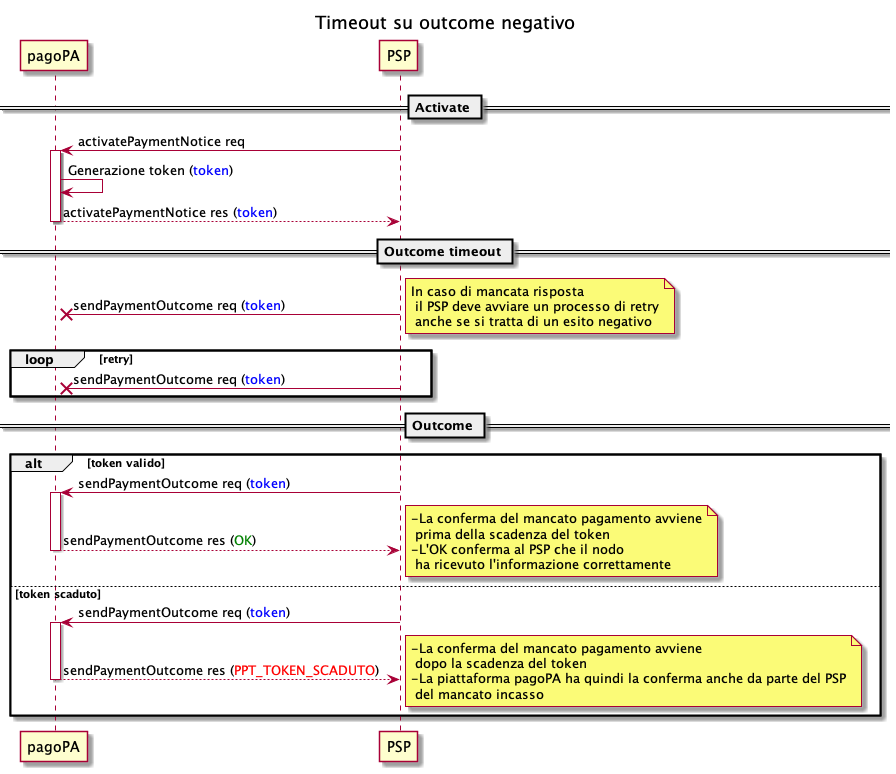 Timeout su outcome negativo
pagoPA
PSP
Activate
activatePaymentNotice req
Generazione token (token)
activatePaymentNotice res (token)
Outcome timeout
sendPaymentOutcome req (token)
In caso di mancata risposta
il PSP deve avviare un processo di retry
anche se si tratta di un esito negativo
loop
[retry]
sendPaymentOutcome req (token)
Outcome
alt
[token valido]
sendPaymentOutcome req (token)
sendPaymentOutcome res (OK)
-La conferma del mancato pagamento avviene
prima della scadenza del token
-L'OK conferma al PSP che il nodo
ha ricevuto l'informazione correttamente
[token scaduto]
sendPaymentOutcome req (token)
sendPaymentOutcome res (PPT_TOKEN_SCADUTO)
-La conferma del mancato pagamento avviene
dopo la scadenza del token
-La piattaforma pagoPA ha quindi la conferma anche da parte del PSP
del mancato incasso
pagoPA
PSP